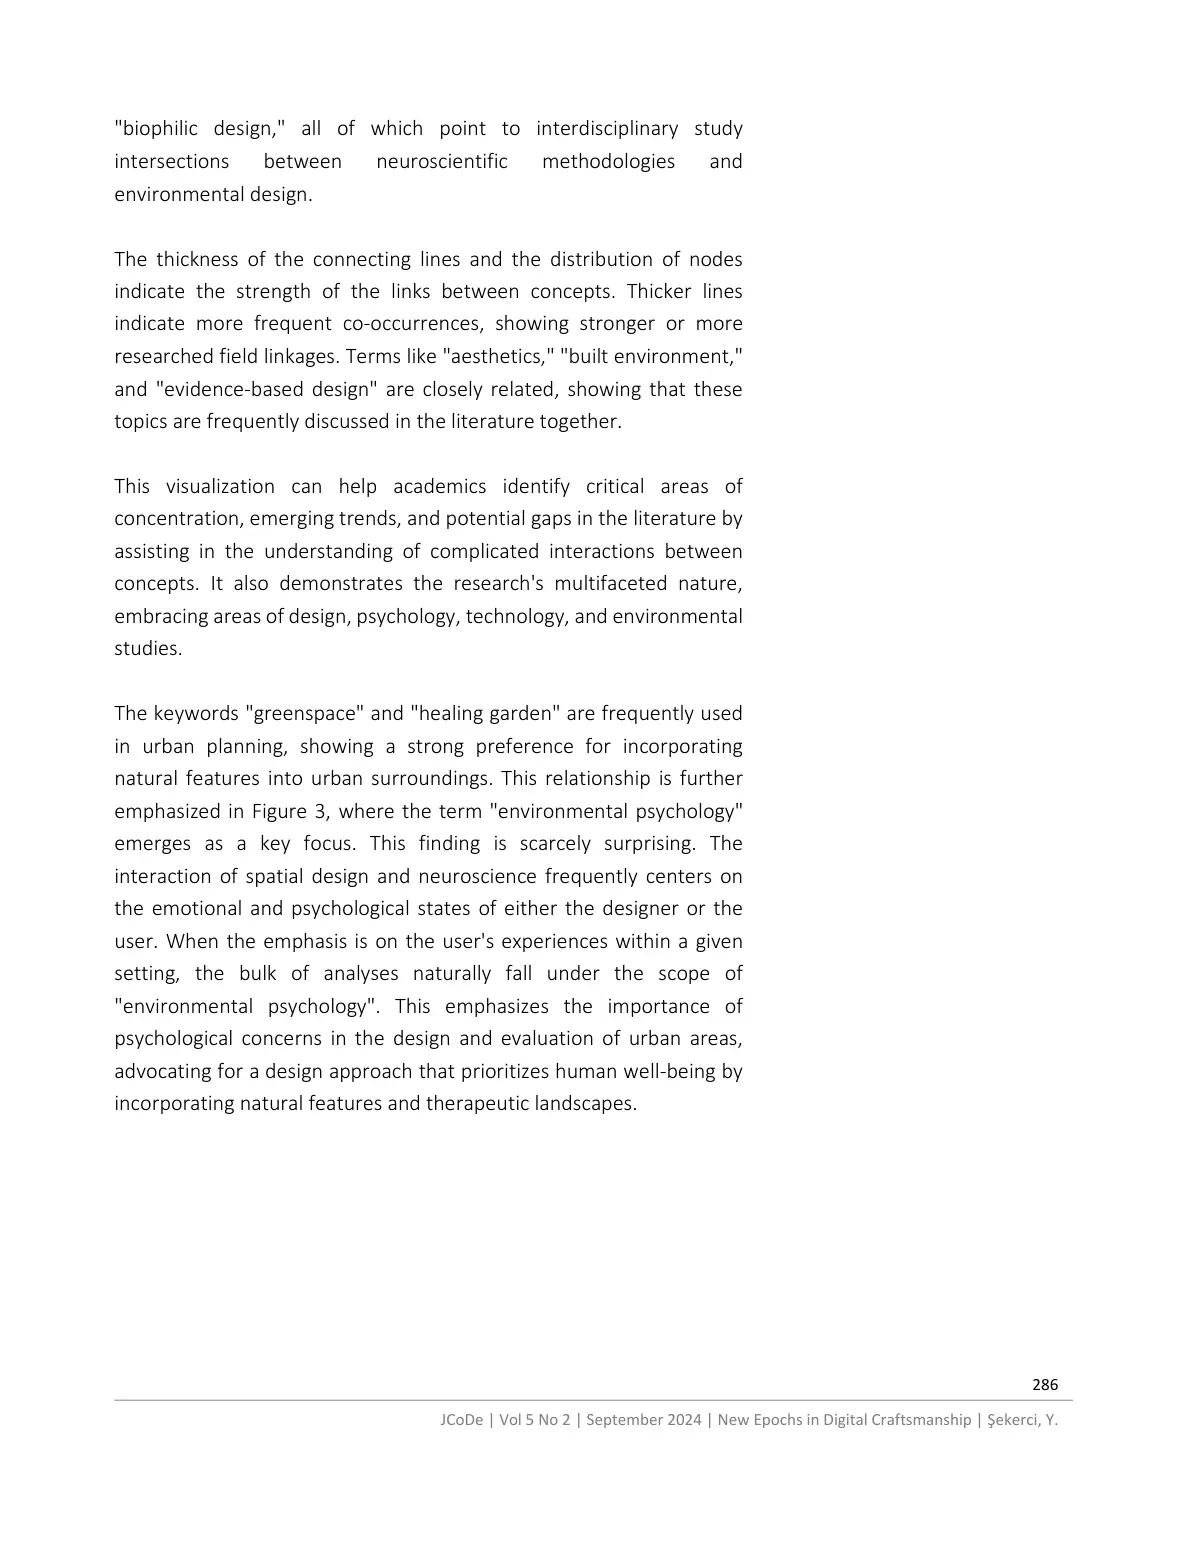 "biophilic design," all of which point to interdisciplinary study
intersections between neuroscientific methodologies and
environmental design.
The thickness of the connecting lines and the distribution of nodes
indicate the strength of the links between concepts. Thicker lines
indicate more frequent co-occurrences, showing stronger or more
researched field linkages. Terms like "aesthetics," "built environment,"
and "evidence-based design" are closely related, showing that these
topics are frequently discussed in the literature together.
This visualization can help academics identify critical areas of
concentration, emerging trends, and potential gaps in the literature by
assisting in the understanding of complicated interactions between
concepts. It also demonstrates the research's multifaceted nature,
embracing areas of design, psychology, technology, and environmental
studies.
The keywords "greenspace" and "healing garden" are frequently used
in urban planning, showing a strong preference for incorporating
natural features into urban surroundings. This relationship is further
emphasized in Figure 3, where the term "environmental psychology"
emerges as a key focus. This finding is scarcely surprising. The
interaction of spatial design and neuroscience frequently centers on
the emotional and psychological states of either the designer or the
user. When the emphasis is on the user's experiences within a given
setting, the bulk of analyses naturally fall under the scope of
"environmental psychology". This emphasizes the importance of
psychological concerns in the design and evaluation of urban areas,
advocating for a design approach that prioritizes human well-being by
incorporating natural features and therapeutic landscapes.
286
JCoDe | Vol 5 No 2 | September 2024 | New Epochs in Digital Craftsmanship | Şekerci, Y.